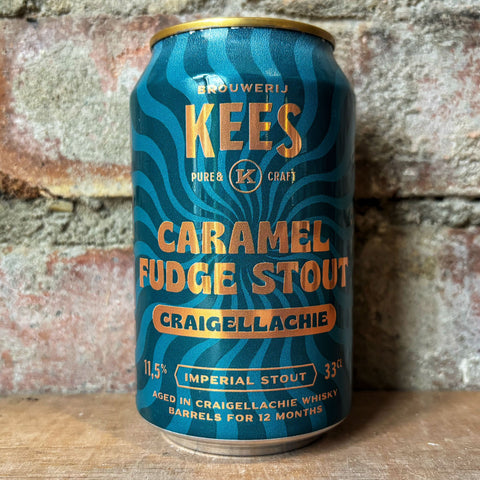 BROUWERIJ
KEES
PURE & K CRAFT
CARAMEL
FUDGE STOUT
CRAIGELLACHIE
11,5% IMPERIAL STOUT 33CL
AGED IN CRAIGELLACHIE WHISKY
BARRELS FOR 12 MONTHS